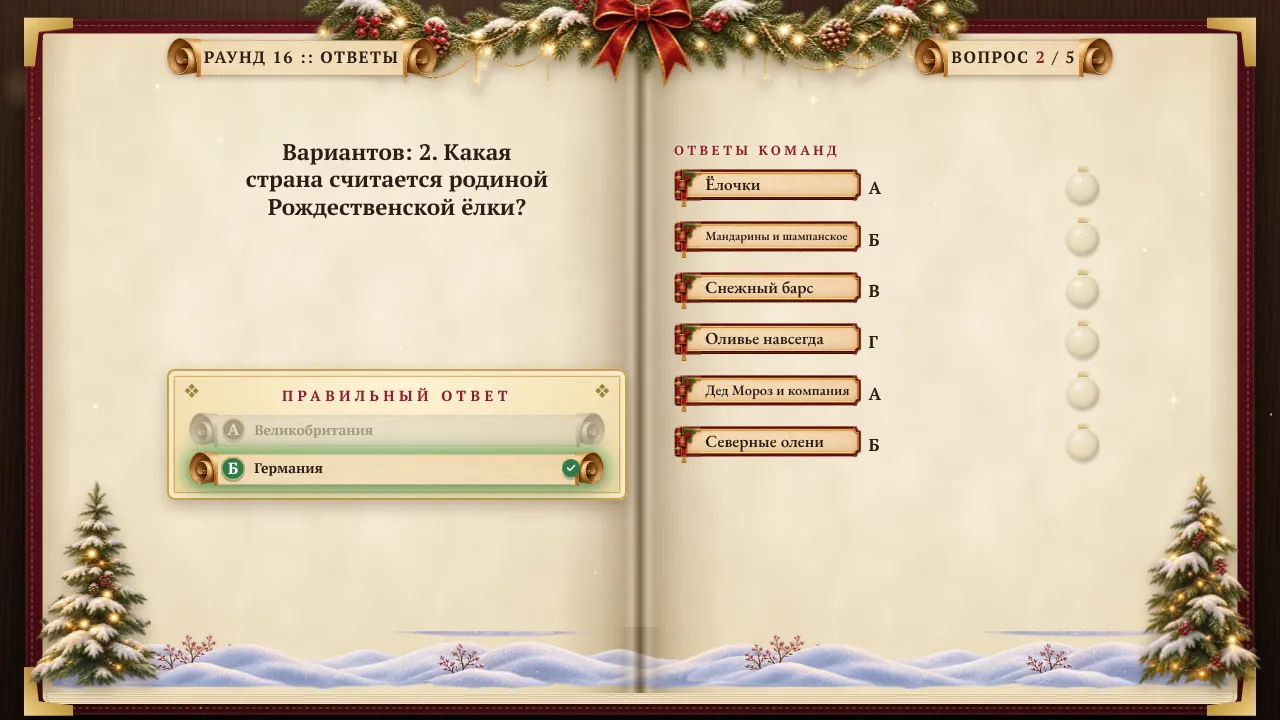 РАУНД 16 :: ОТВЕТЫ
ВОПРОС 2 / 5
Вариантов: 2. Какая
страна считается родиной
Рождественской ёлки?
ПРАВИЛЬНЫЙ ОТВЕТ
А Великобритания
Б Германия
ОТВЕТЫ КОМАНД
Ёлочки А
Мандарины и шампанское Б
Снежный барс В
Оливье навсегда Г
Дед Мороз и компания А
Северные олени Б